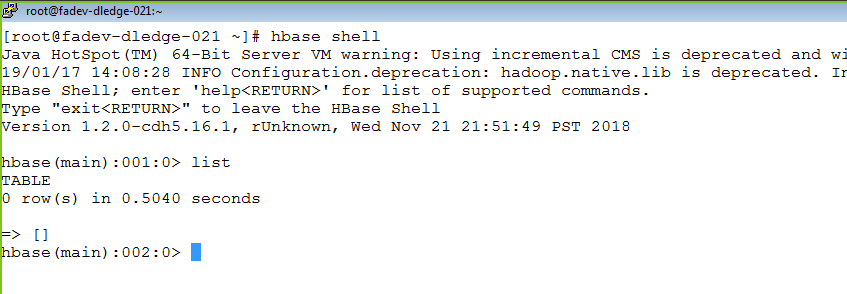 root@fadev-dledge-021:~
[root@fadev-dledge-021 ~]# hbase shell
Java HotSpot(TM) 64-Bit Server VM warning: Using incremental CMS is deprecated and wi
19/01/17 14:08:28 INFO Configuration.deprecation: hadoop.native.lib is deprecated. In
HBase Shell; enter 'help<RETURN>' for list of supported commands.
Type "exit<RETURN>" to leave the HBase Shell
Version 1.2.0-cdh5.16.1, rUnknown, Wed Nov 21 21:51:49 PST 2018
hbase(main):001:0> list
TABLE
0 row(s) in 0.5040 seconds
=> []
hbase(main):002:0>